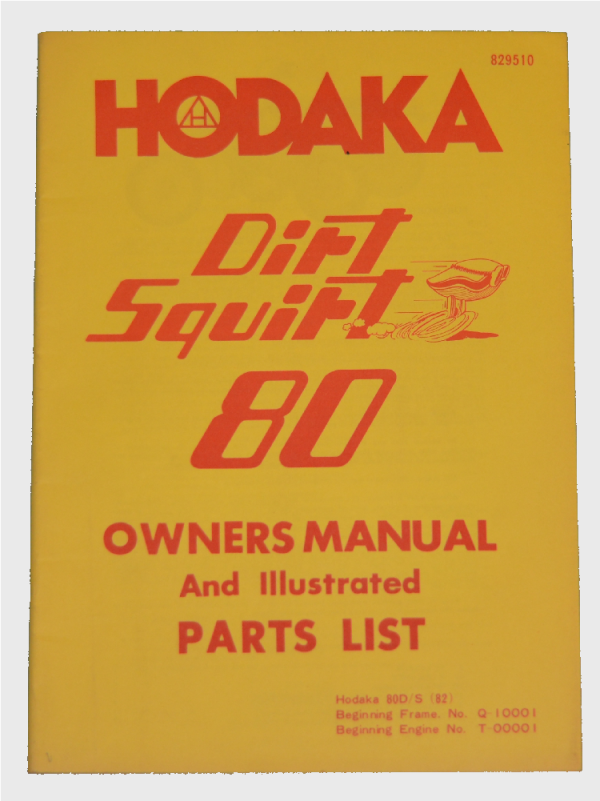 829510
HODAKA
Dirt
Squirt
80
OWNERS MANUAL
And Illustrated
PARTS LIST
Hodaka 80D/S (82)
Beginning Frame. No. Q-10001
Beginning Engine No. T-00001